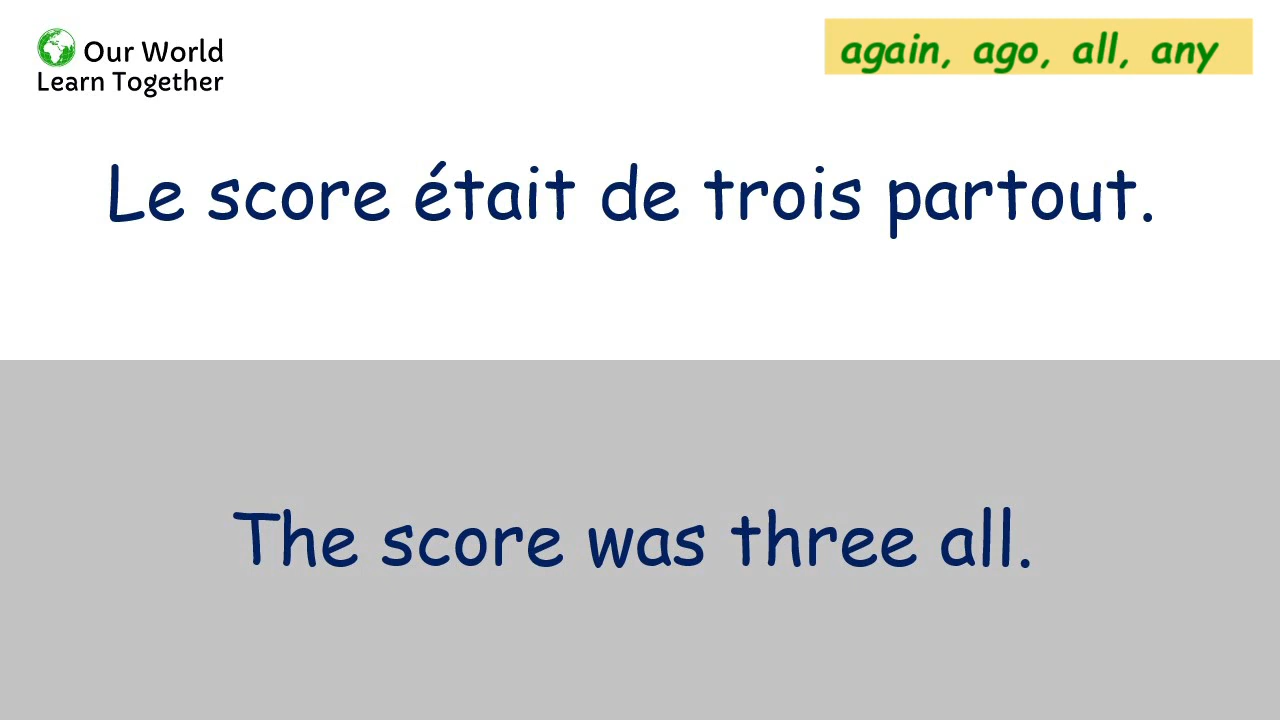 Our World
Learn Together
again, ago, all, any
Le score était de trois partout.
The score was three all.